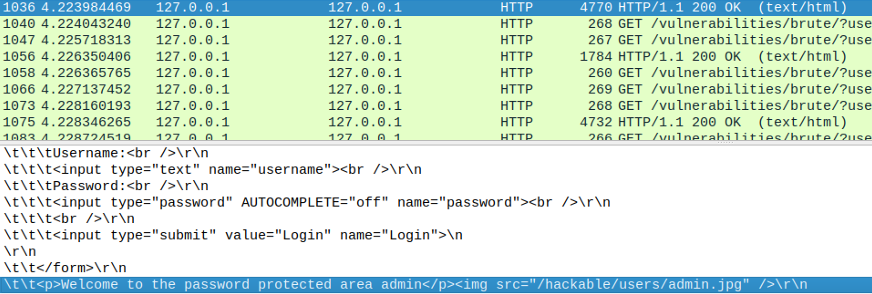 1036 4.223984469 127.0.0.1 127.0.0.1 HTTP 4770 HTTP/1.1 200 OK (text/html)
1040 4.224043240 127.0.0.1 127.0.0.1 HTTP 268 GET /vulnerabilities/brute/?use
1047 4.225718313 127.0.0.1 127.0.0.1 HTTP 267 GET /vulnerabilities/brute/?use
1056 4.226350406 127.0.0.1 127.0.0.1 HTTP 1784 HTTP/1.1 200 OK (text/html)
1058 4.226365765 127.0.0.1 127.0.0.1 HTTP 260 GET /vulnerabilities/brute/?use
1066 4.227137452 127.0.0.1 127.0.0.1 HTTP 269 GET /vulnerabilities/brute/?use
1073 4.228160193 127.0.0.1 127.0.0.1 HTTP 268 GET /vulnerabilities/brute/?use
1075 4.228346265 127.0.0.1 127.0.0.1 HTTP 4732 HTTP/1.1 200 OK (text/html)
1083 4.228724519 127.0.0.1 127.0.0.1 HTTP 266 GET /vulnerabilities/brute/?use
\t\t\tUsername:<br />\r\n
\t\t\t<input type="text" name="username"><br />\r\n
\t\t\tPassword:<br />\r\n
\t\t\t<input type="password" AUTOCOMPLETE="off" name="password"><br />\r\n
\t\t\t<br />\r\n
\t\t\t<input type="submit" value="Login" name="Login">\n
\r\n
\t\t</form>\r\n
\t\t<p>Welcome to the password protected area admin</p><img src="/hackable/users/admin.jpg" />\r\n